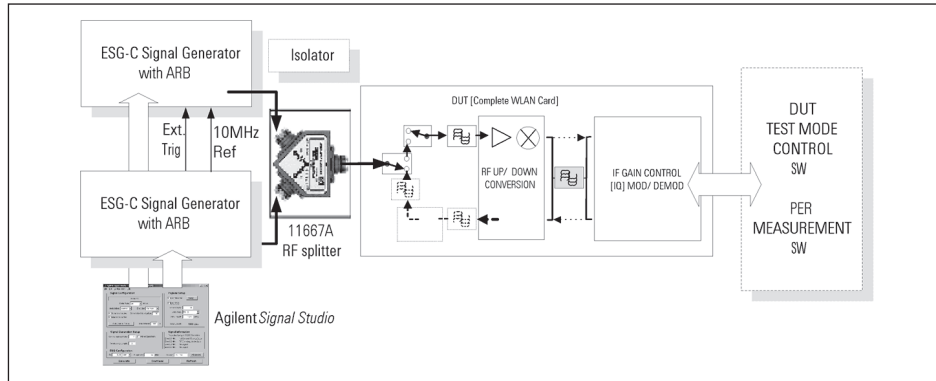 ESG-C Signal Generator
with ARB
Isolator
Ext.
Trig
10MHz
Ref
ESG-C Signal Generator
with ARB
11667A
RF splitter
Agilent Signal Studio
DUT [Complete WLAN Card]
RF UP/ DOWN
CONVERSION
IF GAIN CONTROL
[IQ] MOD/ DEMOD
DUT
TEST MODE
CONTROL
SW
PER
MEASUREMENT
SW